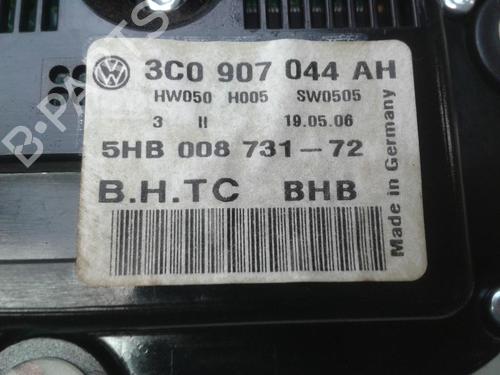 3C0 907 044 AH
HW050 H005 SW0505
3 II 19.05.06
5HB 008 731-72
B.H.TC BHB
Made in Germany
B-PARTS